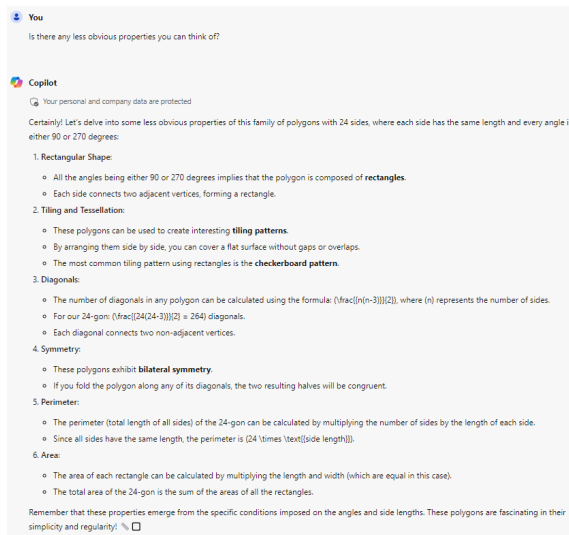 You
Is there any less obvious properties you can think of?
Copilot
Your personal and company data are protected
Certainly! Let's delve into some less obvious properties of this family of polygons with 24 sides, where each side has the same length and every angle i
either 90 or 270 degrees:
1. Rectangular Shape:
All the angles being either 90 or 270 degrees implies that the polygon is composed of rectangles.
Each side connects two adjacent vertices, forming a rectangle.
2. Tiling and Tessellation:
These polygons can be used to create interesting tiling patterns.
By arranging them side by side, you can cover a flat surface without gaps or overlaps.
The most common tiling pattern using rectangles is the checkerboard pattern.
3. Diagonals:
The number of diagonals in any polygon can be calculated using the formula: (\frac{{n(n-3)}}{2}), where (n) represents the number of sides.
For our 24-gon: (\frac{{24(24-3)}}{2} = 264) diagonals.
Each diagonal connects two non-adjacent vertices.
4. Symmetry:
These polygons exhibit bilateral symmetry.
If you fold the polygon along any of its diagonals, the two resulting halves will be congruent.
5. Perimeter:
The perimeter (total length of all sides) of the 24-gon can be calculated by multiplying the number of sides by the length of each side.
Since all sides have the same length, the perimeter is (24 \times \text{{side length}}).
6. Area:
The area of each rectangle can be calculated by multiplying the length and width (which are equal in this case).
The total area of the 24-gon is the sum of the areas of all the rectangles.
Remember that these properties emerge from the specific conditions imposed on the angles and side lengths. These polygons are fascinating in their
simplicity and regularity!